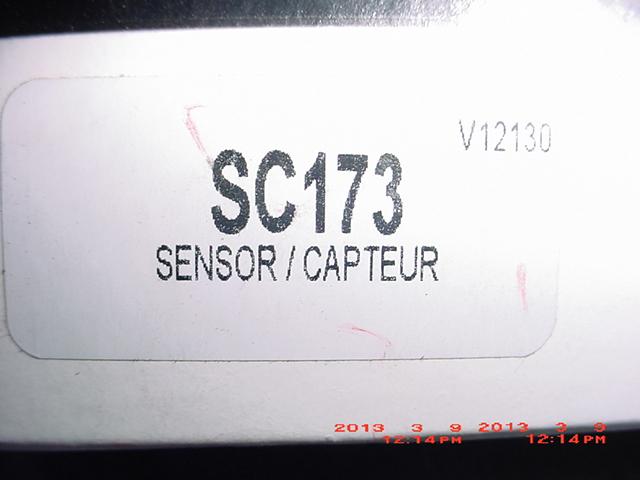 V12130
SC173
SENSOR / CAPTEUR
2013 3 9 2013 3 9
12:14PM 12:14PM